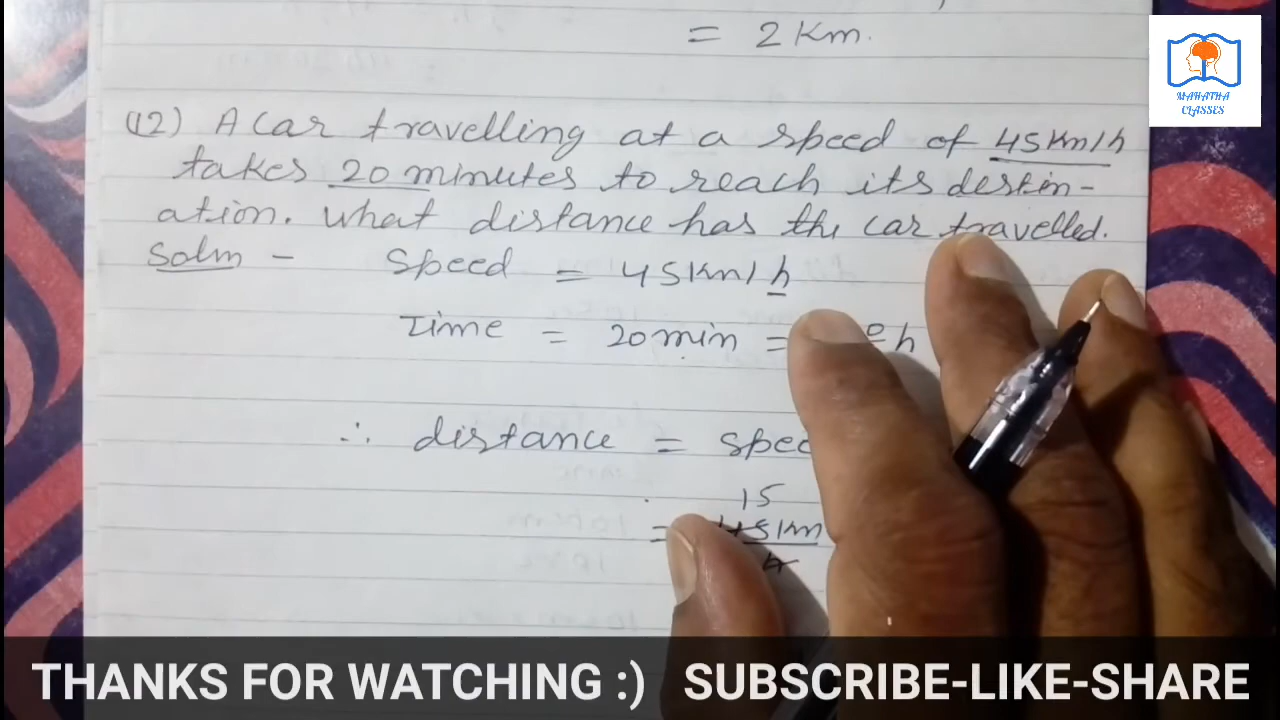 = 2 Km.
MAHATHA
CLASSES
(12) A car travelling at a speed of 45Km/h
takes 20 minutes to reach its destin-
ation. What distance has the car travelled.
Soln - Speed = 45Km/h
Time = 20min = h
∴ distance =
15
= 45Km
h
THANKS FOR WATCHING :) SUBSCRIBE-LIKE-SHARE